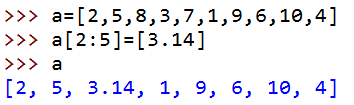 >>> a=[2,5,8,3,7,1,9,6,10,4]
>>> a[2:5]=[3.14]
>>> a
[2, 5, 3.14, 1, 9, 6, 10, 4]